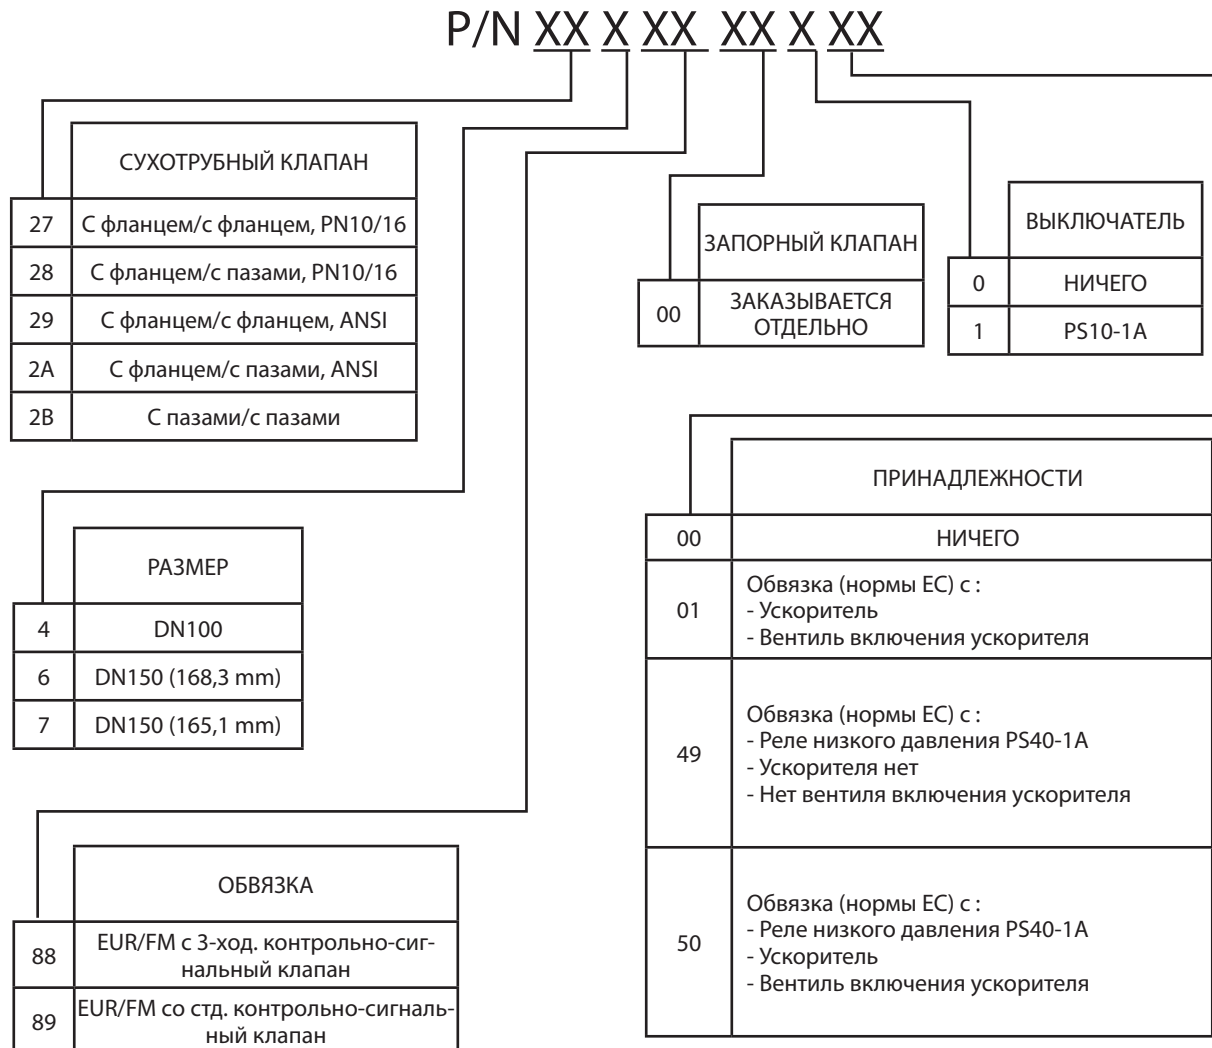 P/N XX X XX XX X XX
СУХОТРУБНЫЙ КЛАПАН
27 С фланцем/с фланцем, PN10/16
28 С фланцем/с пазами, PN10/16
29 С фланцем/с фланцем, ANSI
2A С фланцем/с пазами, ANSI
2B С пазами/с пазами
ЗАПОРНЫЙ КЛАПАН
00 ЗАКАЗЫВАЕТСЯ
ОТДЕЛЬНО
ВЫКЛЮЧАТЕЛЬ
0 НИЧЕГО
1 PS10-1A
РАЗМЕР
4 DN100
6 DN150 (168,3 mm)
7 DN150 (165,1 mm)
ПРИНАДЛЕЖНОСТИ
00 НИЧЕГО
01 Обвязка (нормы ЕС) с :
- Ускоритель
- Вентиль включения ускорителя
49 Обвязка (нормы ЕС) с :
- Реле низкого давления PS40-1A
- Ускорителя нет
- Нет вентиля включения ускорителя
50 Обвязка (нормы ЕС) с :
- Реле низкого давления PS40-1A
- Ускоритель
- Вентиль включения ускорителя
ОБВЯЗКА
88 EUR/FM с 3-ход. контрольно-сиг-
нальный клапан
89 EUR/FM со стд. контрольно-сигналь-
ный клапан